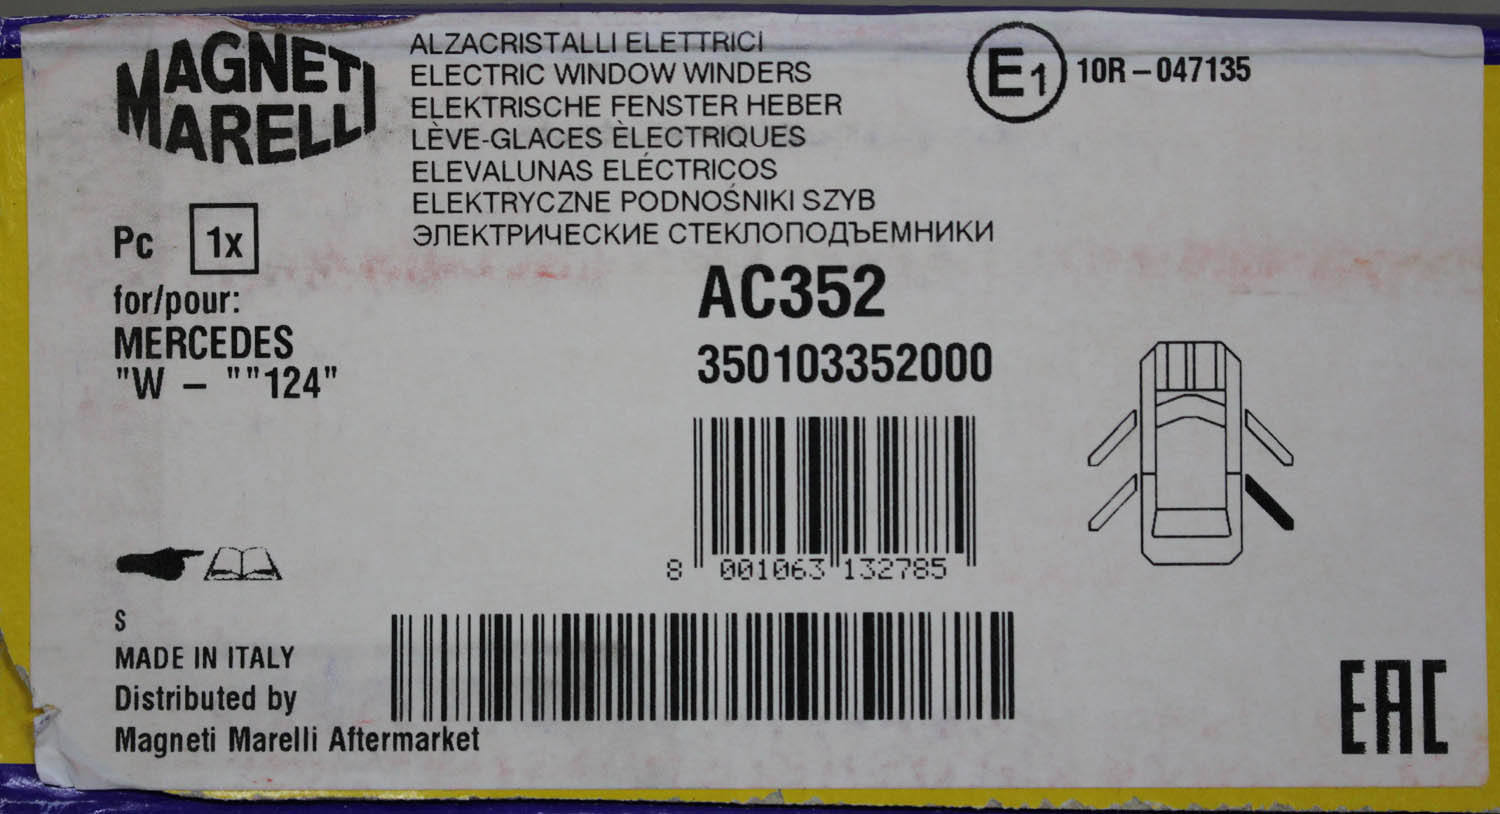 MAGNETI
MARELLI
ALZACRISTALLI ELETTRICI
ELECTRIC WINDOW WINDERS
ELEKTRISCHE FENSTER HEBER
LÈVE-GLACES ÈLECTRIQUES
ELEVALUNAS ELÉCTRICOS
ELEKTRYCZNE PODNOŚNIKI SZYB
ЭЛЕКТРИЧЕСКИЕ СТЕКЛОПОДЪЕМНИКИ
E1 10R – 047135
Pc 1x
for/pour:
MERCEDES
"W – ""124"
AC352
350103352000
8 001063 132785
S
MADE IN ITALY
Distributed by
Magneti Marelli Aftermarket
EAC